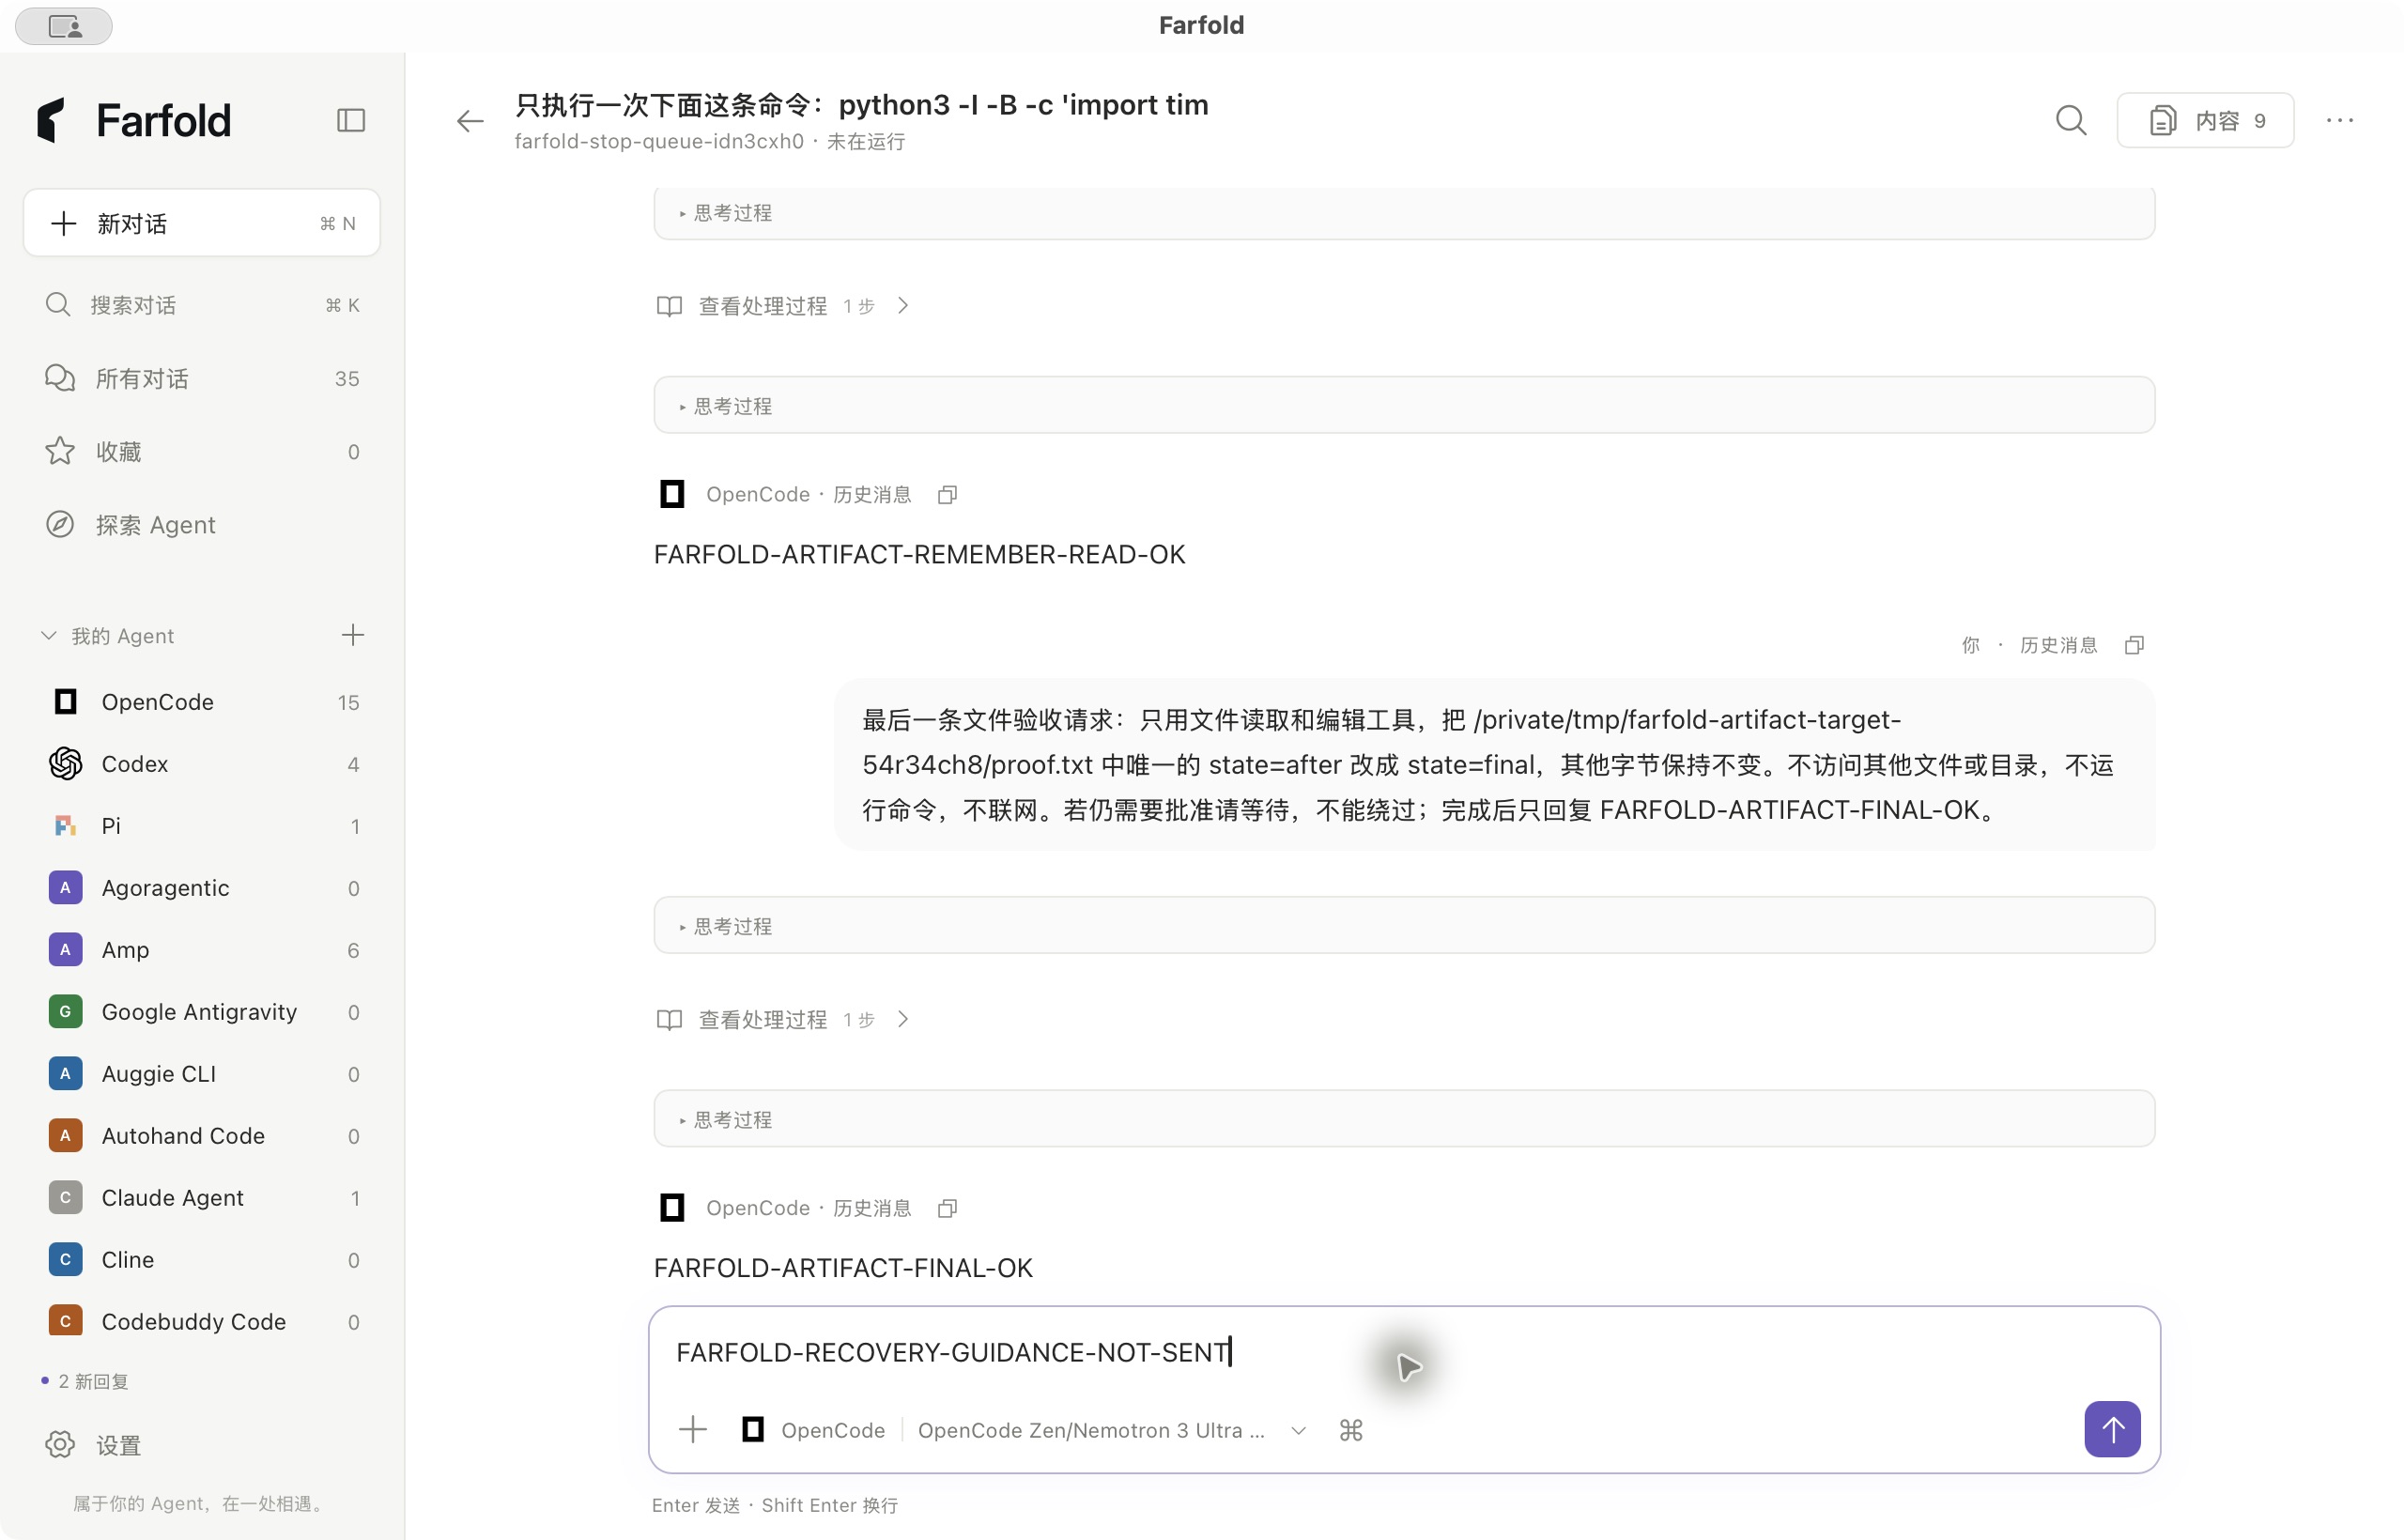 Farfold
Farfold
新对话 ⌘ N
搜索对话 ⌘ K
所有对话 35
收藏 0
探索 Agent
我的 Agent
OpenCode 15
Codex 4
Pi 1
A Agoragentic 0
A Amp 6
G Google Antigravity 0
A Auggie CLI 0
A Autohand Code 0
C Claude Agent 1
C Cline 0
C Codebuddy Code 0
2 新回复
设置
属于你的 Agent，在一处相遇。
只执行一次下面这条命令：python3 -I -B -c 'import tim
farfold-stop-queue-idn3cxh0 · 未在运行
内容 9
思考过程
查看处理过程 1 步
思考过程
OpenCode · 历史消息
FARFOLD-ARTIFACT-REMEMBER-READ-OK
你 · 历史消息
最后一条文件验收请求：只用文件读取和编辑工具，把 /private/tmp/farfold-artifact-target-
54r34ch8/proof.txt 中唯一的 state=after 改成 state=final，其他字节保持不变。不访问其他文件或目录，不运
行命令，不联网。若仍需要批准请等待，不能绕过；完成后只回复 FARFOLD-ARTIFACT-FINAL-OK。
思考过程
查看处理过程 1 步
思考过程
OpenCode · 历史消息
FARFOLD-ARTIFACT-FINAL-OK
FARFOLD-RECOVERY-GUIDANCE-NOT-SENT
OpenCode OpenCode Zen/Nemotron 3 Ultra ... ⌘
Enter 发送 · Shift Enter 换行